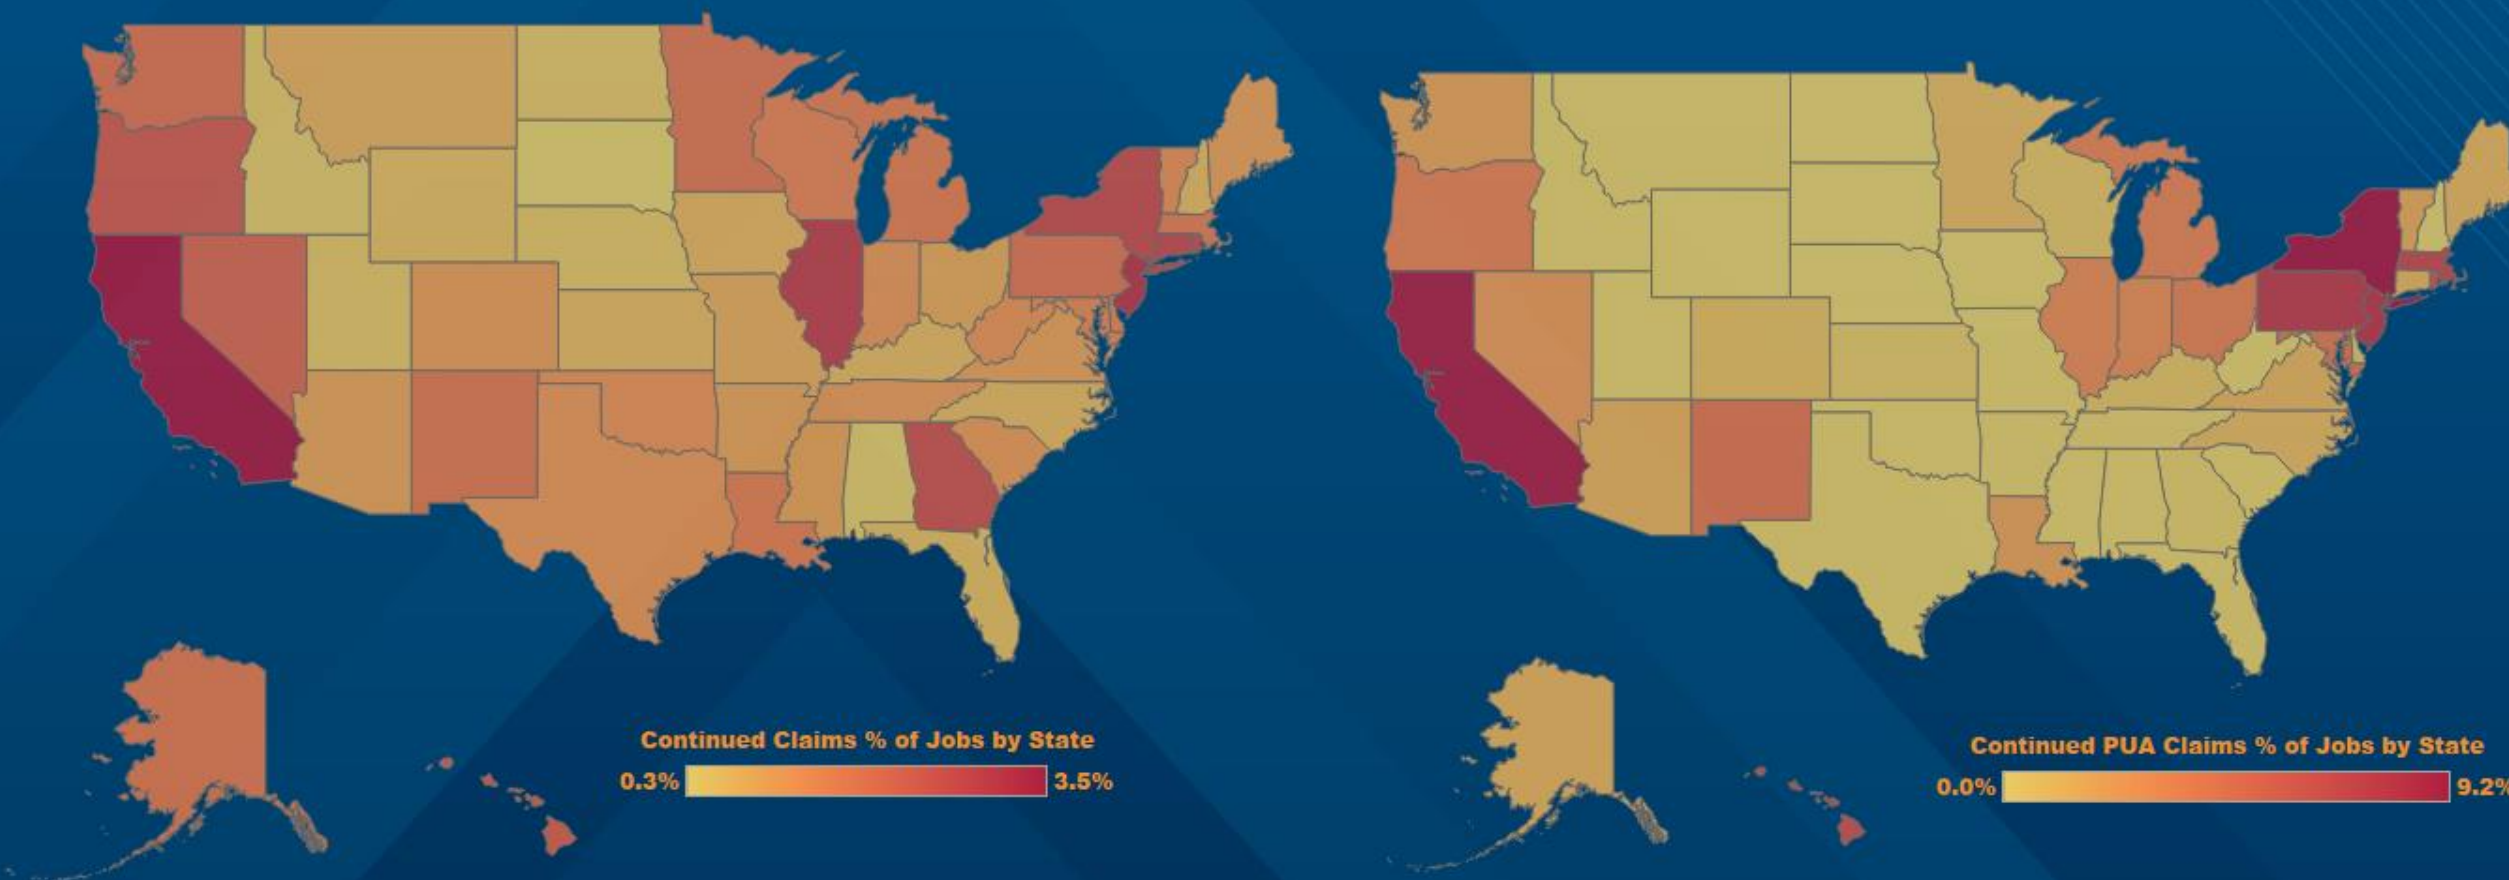 Continued Claims % of Jobs by State
0.3% 3.5%
Continued PUA Claims % of Jobs by State
0.0% 9.2%